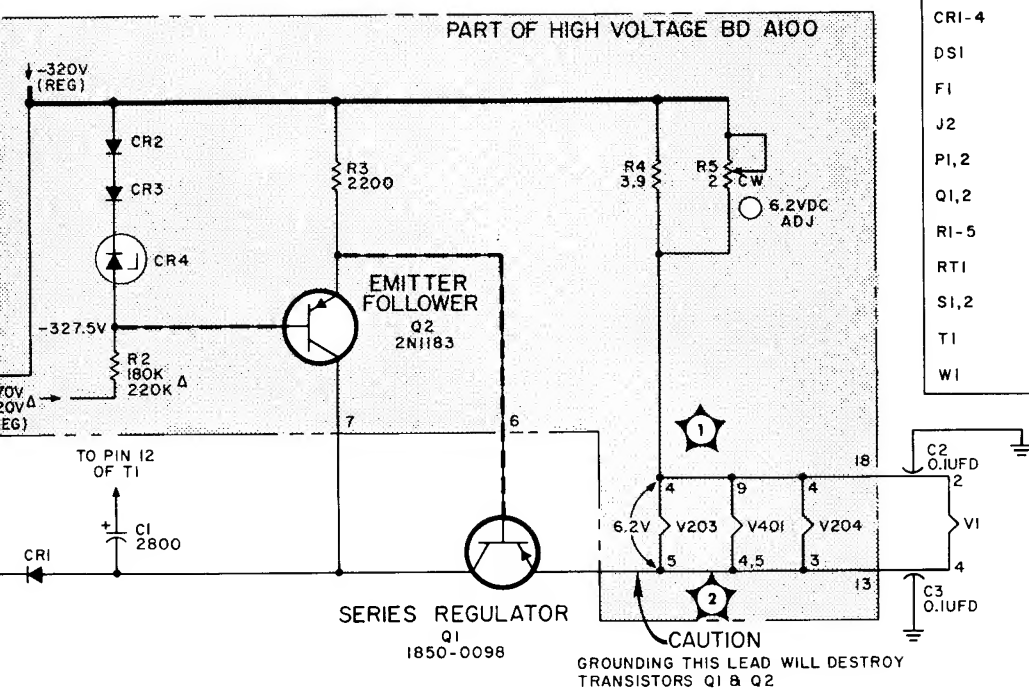 PART OF HIGH VOLTAGE BD A100
CR1-4
DS1
F1
J2
P1,2
Q1,2
R1-5
RT1
S1,2
T1
W1
-320V
(REG)
CR2
CR3
CR4
R3
2200
R4
3.9
R5
2
CW
6.2VDC
ADJ
EMITTER
FOLLOWER
Q2
2N1183
-327.5V
R2
180K
220K Δ
70V
20V Δ
EG)
7
6
1
18
C2
0.1UFD
2
TO PIN 12
OF T1
+
C1
2800
CR1
4
9
4
6.2V
V203
V401
V204
V1
5
4,5
3
4
13
2
C3
0.1UFD
SERIES REGULATOR
Q1
1850-0098
CAUTION
GROUNDING THIS LEAD WILL DESTROY
TRANSISTORS Q1 & Q2